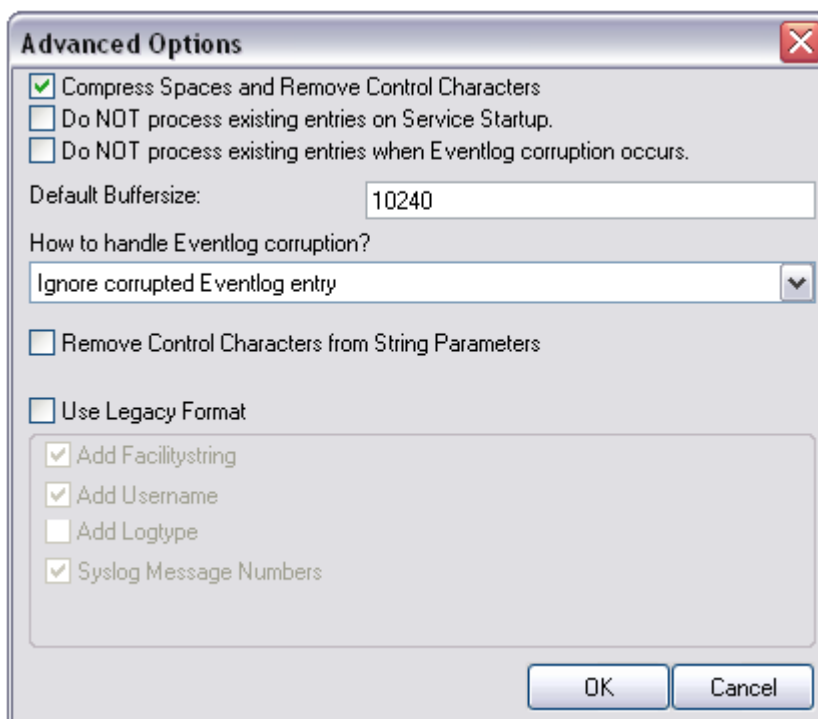 Advanced Options
Compress Spaces and Remove Control Characters
Do NOT process existing entries on Service Startup.
Do NOT process existing entries when Eventlog corruption occurs.
Default Buffersize: 10240
How to handle Eventlog corruption?
Ignore corrupted Eventlog entry
Remove Control Characters from String Parameters
Use Legacy Format
Add Facilitystring
Add Username
Add Logtype
Syslog Message Numbers
OK Cancel